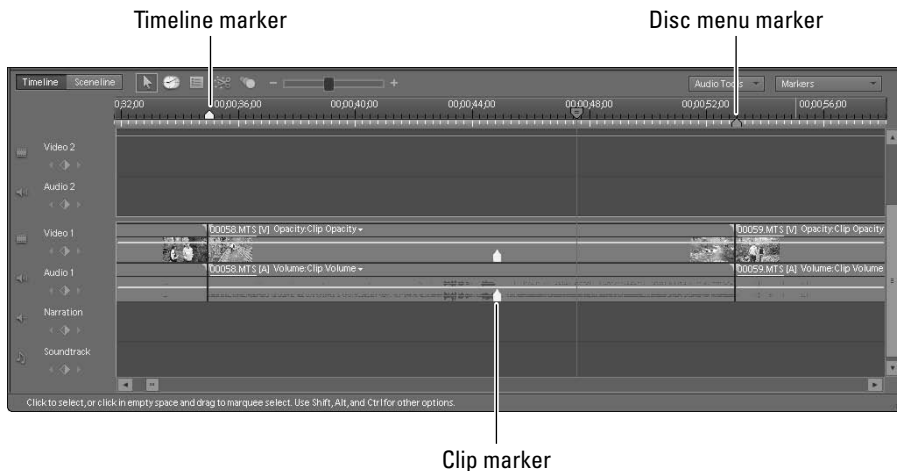 Timeline marker
Disc menu marker
Timeline Sceneline
Audio Tools
Markers
0;32;00 00;00;36;00 00;00;40;00 00;00;44;00 00;00;48;00 00;00;52;00 00;00;56;00
Video 2
Audio 2
Video 1
00058.MTS [V] Opacity:Clip Opacity
00059.MTS [V] Opacity:Clip Opacity
Audio 1
00058.MTS [A] Volume:Clip Volume
00059.MTS [A] Volume:Clip Volume
Narration
Soundtrack
Click to select, or click in empty space and drag to marquee select. Use Shift, Alt, and Ctrl for other options.
Clip marker